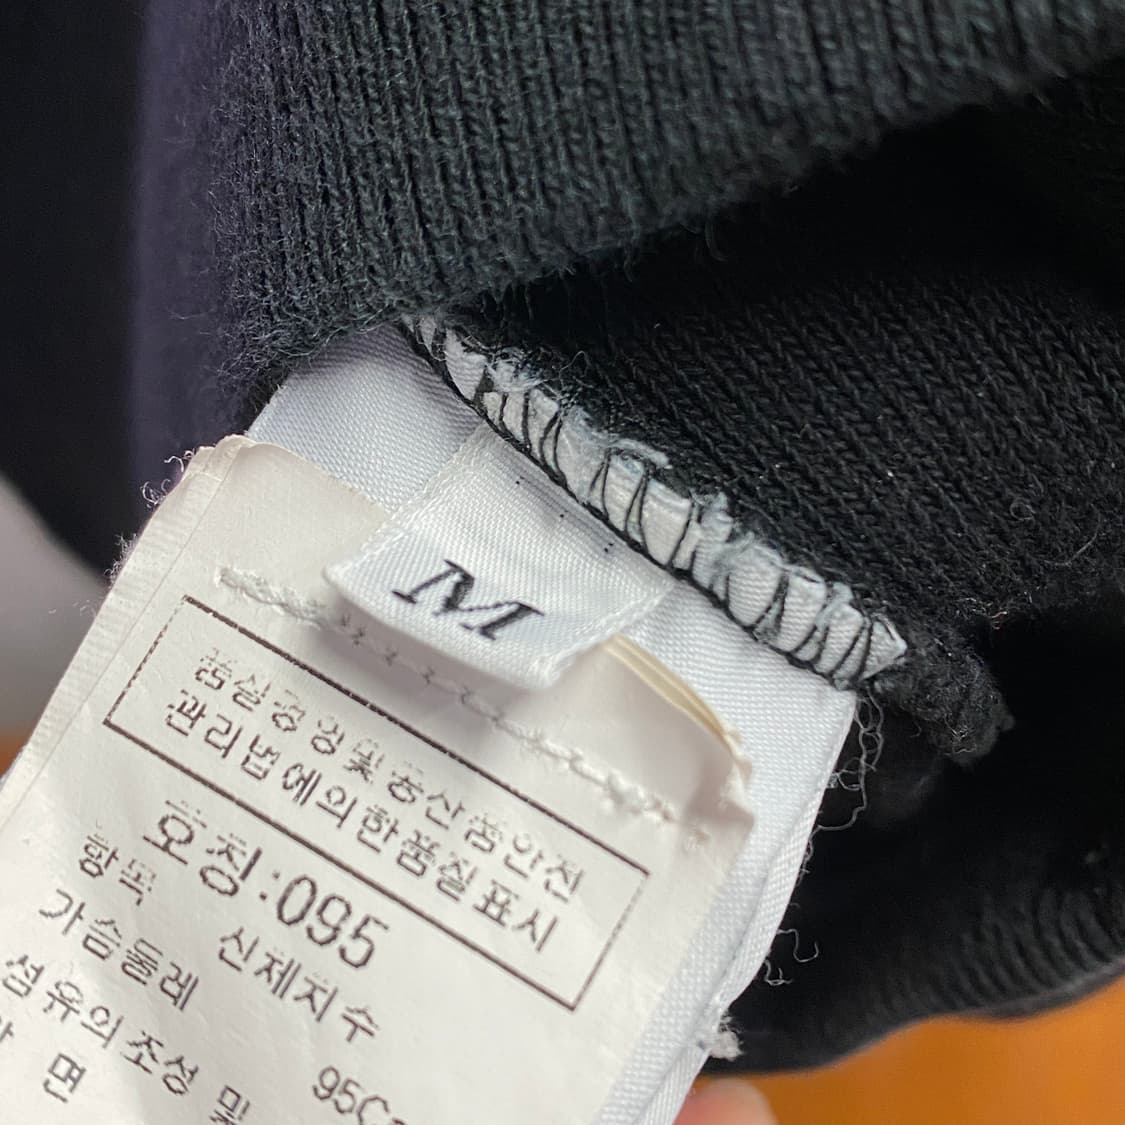 M
품질경영및공산품안전
관리법에의한품질표시
호칭:095
항목 신체치수
가슴둘레 95C
섬유의조성 및
면